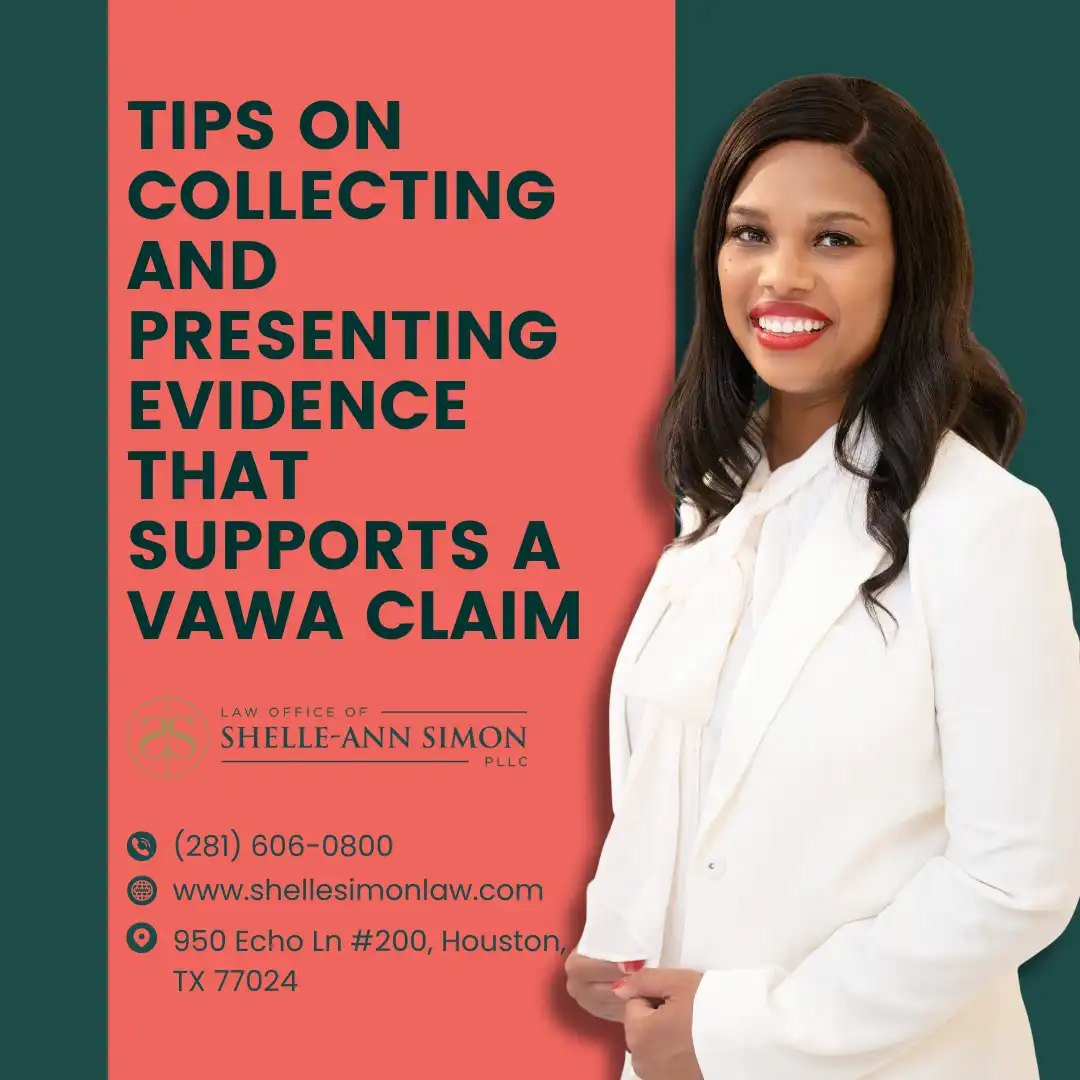 TIPS ON
COLLECTING
AND
PRESENTING
EVIDENCE
THAT
SUPPORTS A
VAWA CLAIM
LAW OFFICE OF
SHELLE-ANN SIMON
PLLC
(281) 606-0800
www.shellesimonlaw.com
950 Echo Ln #200, Houston,
TX 77024